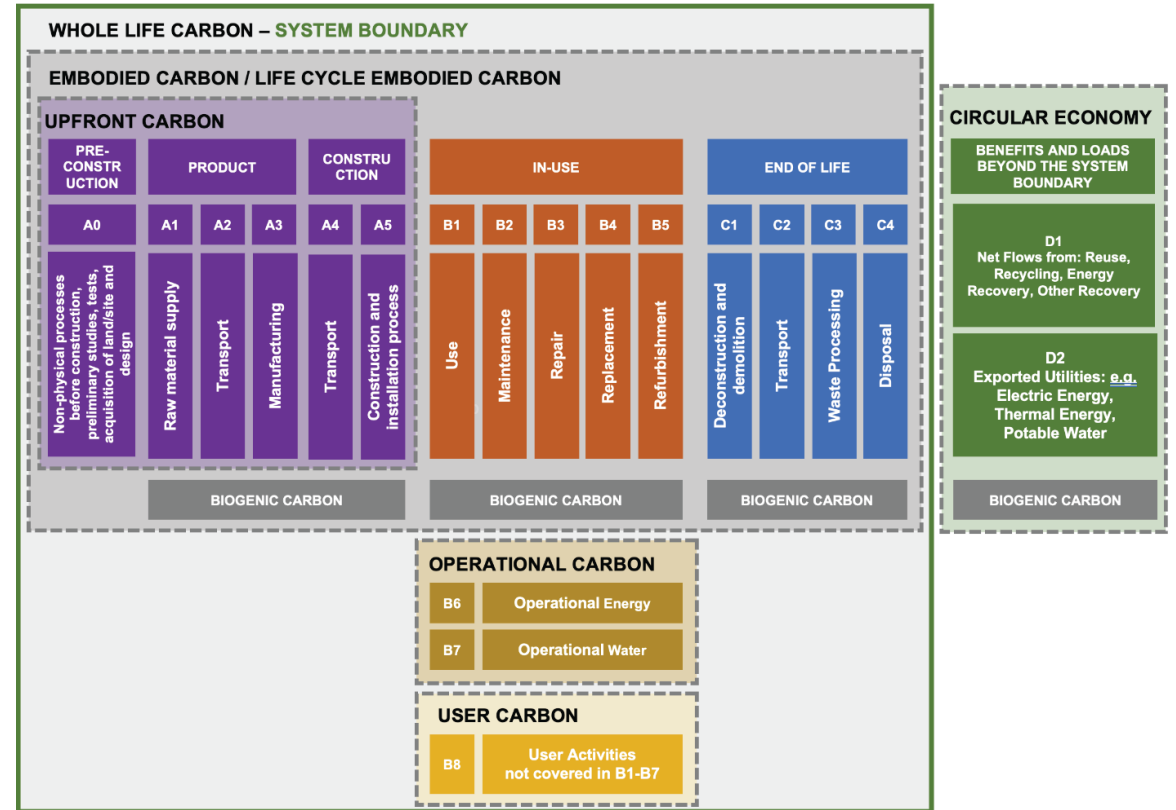 WHOLE LIFE CARBON – SYSTEM BOUNDARY
EMBODIED CARBON / LIFE CYCLE EMBODIED CARBON
UPFRONT CARBON
PRE-
CONSTR
UCTION
PRODUCT
CONSTRU
CTION
IN-USE
END OF LIFE
A0
A1
A2
A3
A4
A5
B1
B2
B3
B4
B5
C1
C2
C3
C4
Non-physical processes
before construction,
preliminary studies, tests,
acquisition of land/site and
design
Raw material supply
Transport
Manufacturing
Transport
Construction and
installation process
Use
Maintenance
Repair
Replacement
Refurbishment
Deconstruction and
demolition
Transport
Waste Processing
Disposal
BIOGENIC CARBON
BIOGENIC CARBON
BIOGENIC CARBON
CIRCULAR ECONOMY
BENEFITS AND LOADS
BEYOND THE SYSTEM
BOUNDARY
D1
Net Flows from: Reuse,
Recycling, Energy
Recovery, Other Recovery
D2
Exported Utilities: e.g.
Electric Energy,
Thermal Energy,
Potable Water
BIOGENIC CARBON
OPERATIONAL CARBON
B6
Operational Energy
B7
Operational Water
USER CARBON
B8
User Activities
not covered in B1-B7